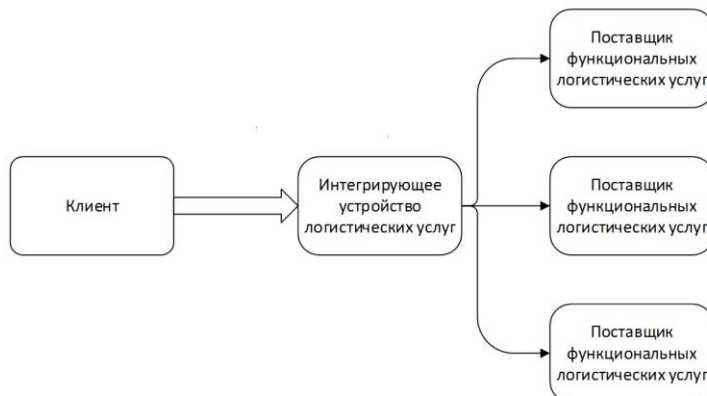 Поставщик
функциональных
логистических услуг
Клиент
Интегрирующее
устройство
логистических услуг
Поставщик
функциональных
логистических услуг
Поставщик
функциональных
логистических услуг